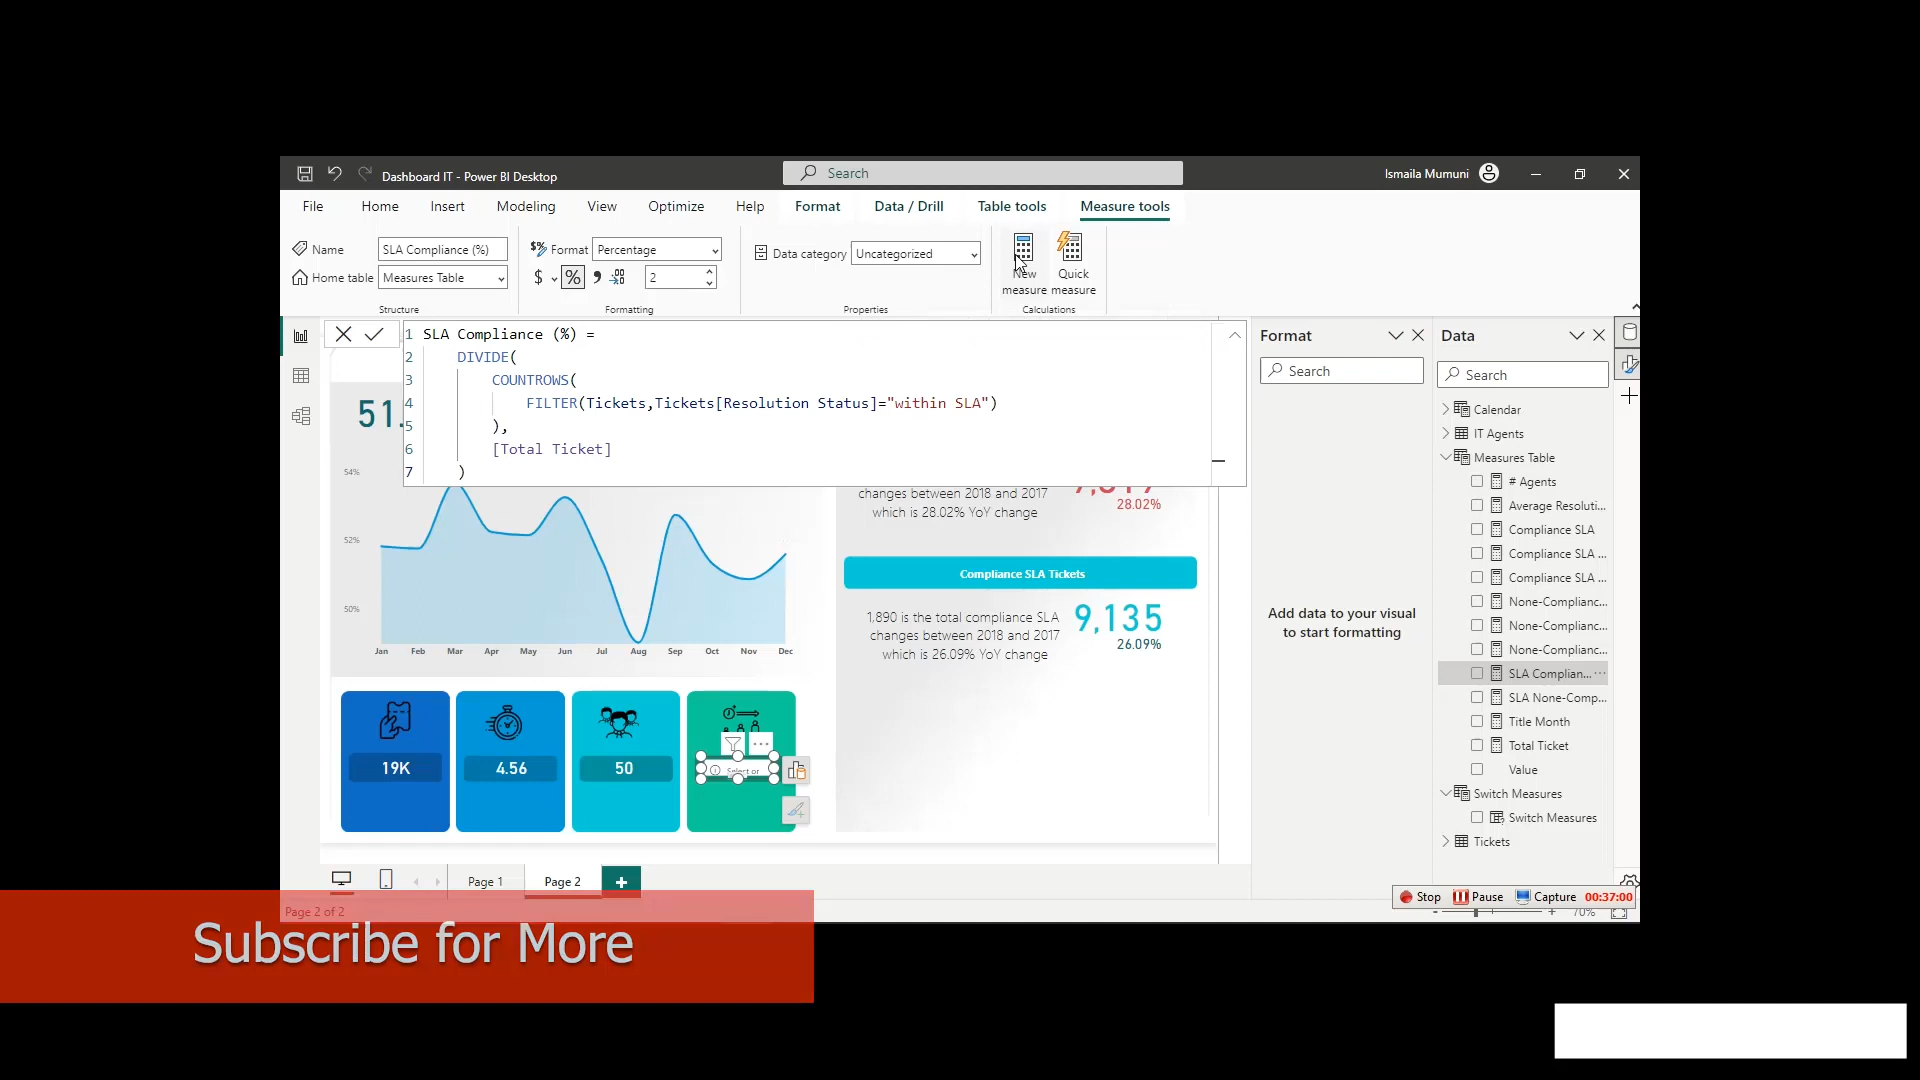 Dashboard IT - Power BI Desktop
Search
Ismaila Mumuni
File
Home
Insert
Modeling
View
Optimize
Help
Format
Data / Drill
Table tools
Measure tools
Name
SLA Compliance (%)
Home table
Measures Table
Structure
Format
Percentage
$
%
2
Formatting
Data category
Uncategorized
Properties
New
measure
Quick
measure
Calculations
1 SLA Compliance (%) =
2 DIVIDE(
3 COUNTROWS(
4 FILTER(Tickets,Tickets[Resolution Status]="within SLA")
5 ),
6 [Total Ticket]
7 )
51.
54%
52%
50%
Jan Feb Mar Apr May Jun Jul Aug Sep Oct Nov Dec
changes between 2018 and 2017
which is 28.02% YoY change
28.02%
Compliance SLA Tickets
1,890 is the total compliance SLA
changes between 2018 and 2017
which is 26.09% YoY change
9,135
26.09%
19K
4.56
50
Select or
Format
Search
Add data to your visual
to start formatting
Data
Search
Calendar
IT Agents
Measures Table
# Agents
Average Resoluti...
Compliance SLA
Compliance SLA ...
Compliance SLA ...
None-Complianc...
None-Complianc...
None-Complianc...
SLA Complian...
SLA None-Comp...
Title Month
Total Ticket
Value
Switch Measures
Switch Measures
Tickets
Page 1
Page 2
Page 2 of 2
Stop
Pause
Capture
00:37:00
70%
Subscribe for More